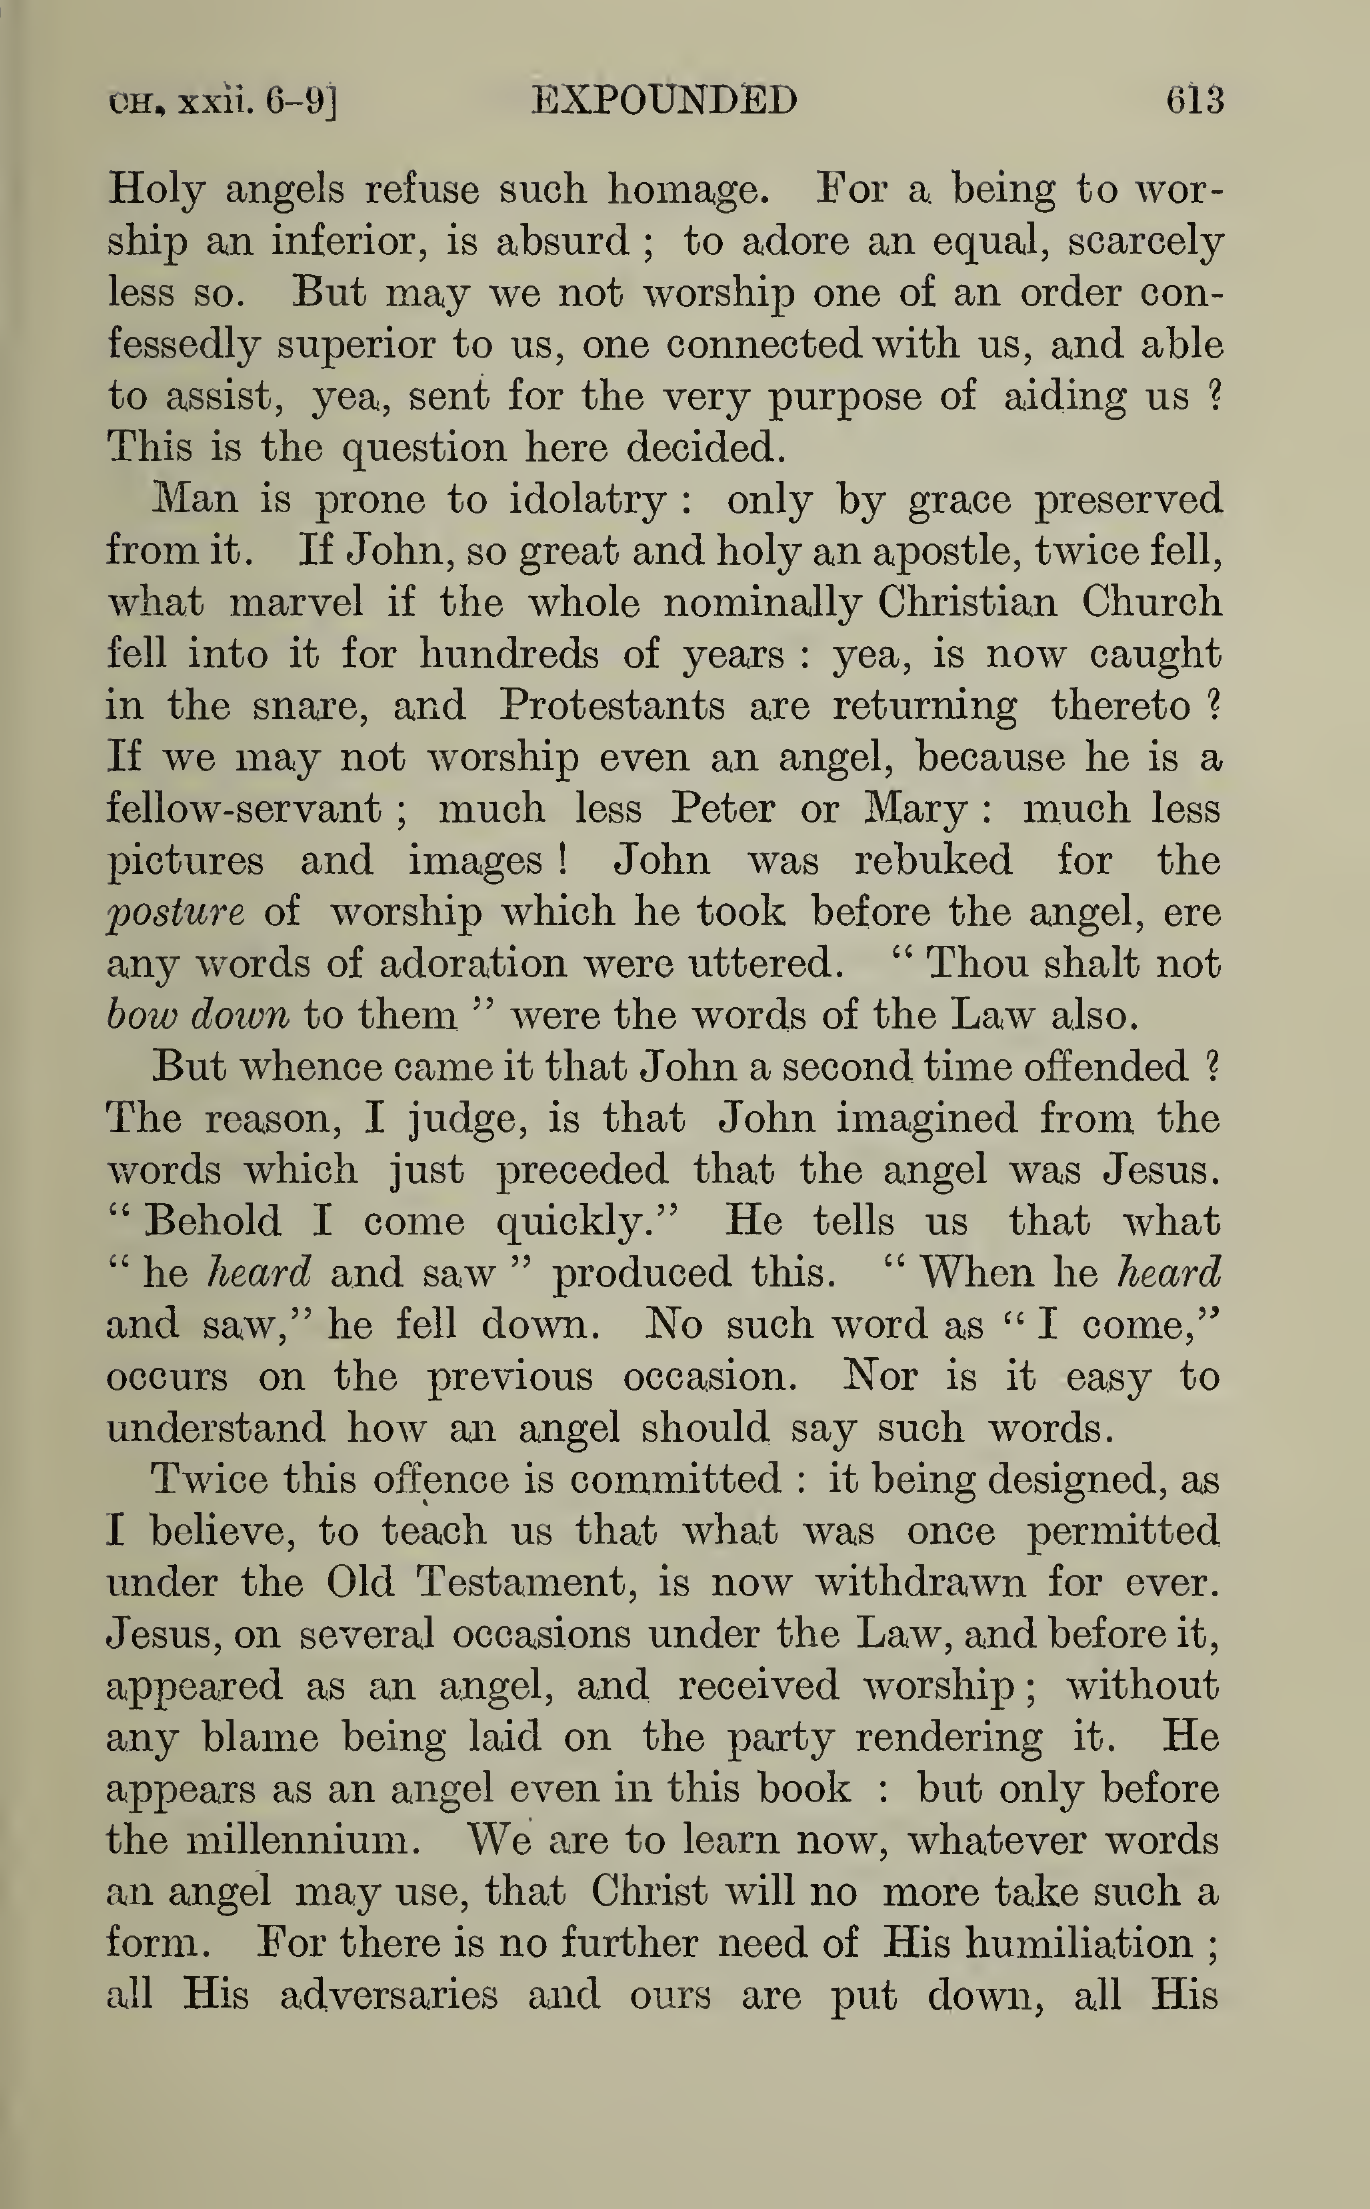 CH. xxii. 6-9] EXPOUNDED 613
Holy angels refuse such homage. For a being to wor-
ship an inferior, is absurd ; to adore an equal, scarcely
less so. But may we not worship one of an order con-
fessedly superior to us, one connected with us, and able
to assist, yea, sent for the very purpose of aiding us ?
This is the question here decided.
Man is prone to idolatry : only by grace preserved
from it. If John, so great and holy an apostle, twice fell,
what marvel if the whole nominally Christian Church
fell into it for hundreds of years : yea, is now caught
in the snare, and Protestants are returning thereto ?
If we may not worship even an angel, because he is a
fellow-servant ; much less Peter or Mary : much less
pictures and images ! John was rebuked for the
posture of worship which he took before the angel, ere
any words of adoration were uttered. " Thou shalt not
bow down to them " were the words of the Law also.
But whence came it that John a second time offended ?
The reason, I judge, is that John imagined from the
words which just preceded that the angel was Jesus.
" Behold I come quickly." He tells us that what
" he heard and saw " produced this. " When he heard
and saw," he fell down. No such word as " I come,"
occurs on the previous occasion. Nor is it easy to
understand how an angel should say such words.
Twice this offence is committed : it being designed, as
I believe, to teach us that what was once permitted
under the Old Testament, is now withdrawn for ever.
Jesus, on several occasions under the Law, and before it,
appeared as an angel, and received worship ; without
any blame being laid on the party rendering it. He
appears as an angel even in this book : but only before
the millennium. We are to learn now, whatever words
an angel may use, that Christ will no more take such a
form. For there is no further need of His humiliation ;
all His adversaries and ours are put down, all His